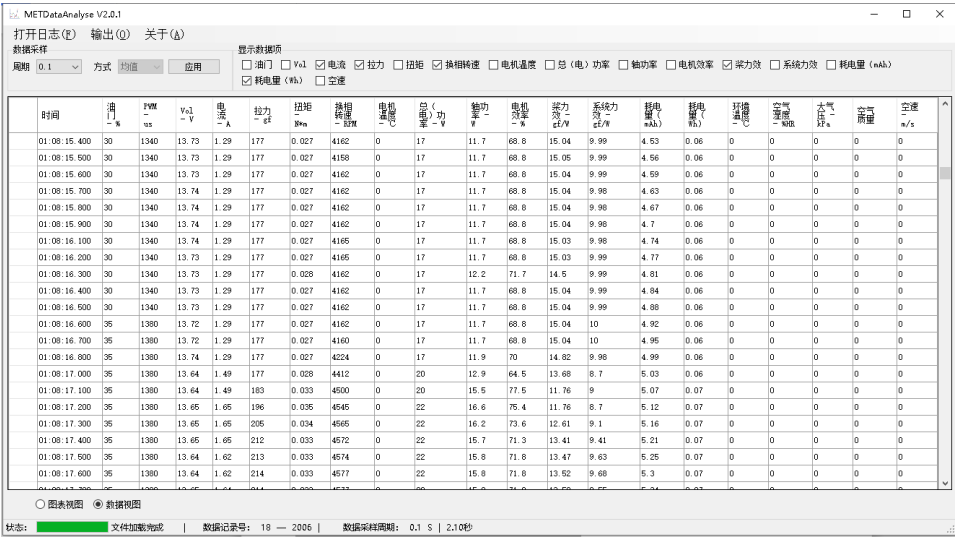 METDataAnalyse V2.0.1
打开日志(F) 输出(O) 关于(A)
数据采样
周期 0.1 方式 均值 应用
显示数据项
油门 Vol 电流 拉力 扭矩 换相转速 电机温度 总（电）功率 轴功率 电机效率 桨力效 系统力效 耗电量（mAh）
耗电量（Wh） 空速
时间 油门 - % PWM - us Vol - V 电流 - A 拉力 - gf 扭矩 - N*m 换相转速 - RPM 电机温度 - ℃ 总（电）功率 - W 轴功率 - W 电机效率 - % 桨力效 - gf/W 系统力效 - gf/W 耗电量（mAh） 耗电量（Wh） 环境温度 - ℃ 空气湿度 - %HR 大气压 - kPa 空气质量 空速 - m/s
01:08:15.400 30 1340 13.73 1.29 177 0.027 4162 0 17 11.7 68.8 15.04 9.99 4.53 0.06 0 0 0 0 0
01:08:15.500 30 1340 13.73 1.29 177 0.027 4158 0 17 11.7 68.8 15.05 9.99 4.56 0.06 0 0 0 0 0
01:08:15.600 30 1340 13.73 1.29 177 0.027 4162 0 17 11.7 68.8 15.04 9.99 4.59 0.06 0 0 0 0 0
01:08:15.700 30 1340 13.74 1.29 177 0.027 4162 0 17 11.7 68.8 15.04 9.98 4.63 0.06 0 0 0 0 0
01:08:15.800 30 1340 13.74 1.29 177 0.027 4162 0 17 11.7 68.8 15.04 9.98 4.67 0.06 0 0 0 0 0
01:08:15.900 30 1340 13.74 1.29 177 0.027 4162 0 17 11.7 68.8 15.04 9.98 4.7 0.06 0 0 0 0 0
01:08:16.100 30 1340 13.74 1.29 177 0.027 4165 0 17 11.7 68.8 15.03 9.98 4.74 0.06 0 0 0 0 0
01:08:16.200 30 1340 13.73 1.29 177 0.027 4165 0 17 11.7 68.8 15.03 9.99 4.77 0.06 0 0 0 0 0
01:08:16.300 30 1340 13.73 1.29 177 0.028 4162 0 17 12.2 71.7 14.5 9.99 4.81 0.06 0 0 0 0 0
01:08:16.400 30 1340 13.73 1.29 177 0.027 4162 0 17 11.7 68.8 15.04 9.99 4.84 0.06 0 0 0 0 0
01:08:16.500 30 1340 13.73 1.29 177 0.027 4162 0 17 11.7 68.8 15.04 9.99 4.88 0.06 0 0 0 0 0
01:08:16.600 35 1380 13.72 1.29 177 0.027 4162 0 17 11.7 68.8 15.04 10 4.92 0.06 0 0 0 0 0
01:08:16.700 35 1380 13.72 1.29 177 0.027 4160 0 17 11.7 68.8 15.04 10 4.95 0.06 0 0 0 0 0
01:08:16.800 35 1380 13.74 1.29 177 0.027 4224 0 17 11.9 70 14.82 9.98 4.99 0.06 0 0 0 0 0
01:08:17.000 35 1380 13.64 1.49 177 0.028 4412 0 20 12.9 64.5 13.68 8.7 5.03 0.06 0 0 0 0 0
01:08:17.100 35 1380 13.64 1.49 183 0.033 4500 0 20 15.5 77.5 11.76 9 5.07 0.07 0 0 0 0 0
01:08:17.200 35 1380 13.65 1.65 196 0.035 4545 0 22 16.6 75.4 11.76 8.7 5.12 0.07 0 0 0 0 0
01:08:17.300 35 1380 13.65 1.65 205 0.034 4565 0 22 16.2 73.6 12.61 9.1 5.16 0.07 0 0 0 0 0
01:08:17.400 35 1380 13.65 1.65 212 0.033 4572 0 22 15.7 71.3 13.41 9.41 5.21 0.07 0 0 0 0 0
01:08:17.500 35 1380 13.64 1.62 213 0.033 4574 0 22 15.8 71.8 13.47 9.63 5.25 0.07 0 0 0 0 0
01:08:17.600 35 1380 13.64 1.62 214 0.033 4577 0 22 15.8 71.8 13.52 9.68 5.3 0.07 0 0 0 0 0
图表视图 数据视图
状态： 文件加载完成 | 数据记录号： 18 — 2006 | 数据采样周期： 0.1 S | 2.10秒